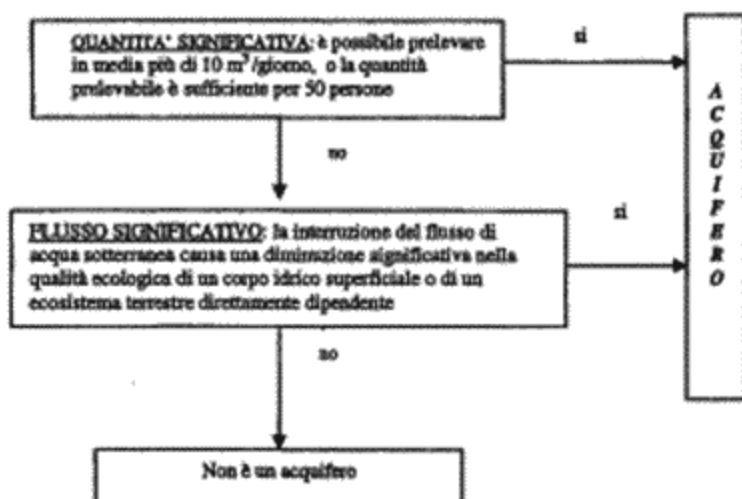 QUANTITA' SIGNIFICATIVA: è possibile prelevare
in media più di 10 m³/giorno, o la quantità
prelevabile è sufficiente per 50 persone
si
no
FLUSSO SIGNIFICATIVO: la interruzione del flusso di
acqua sotterranea causa una diminuzione significativa nella
qualità ecologica di un corpo idrico superficiale o di un
ecosistema terrestre direttamente dipendente
si
no
Non è un acquifero
ACQUIFERO